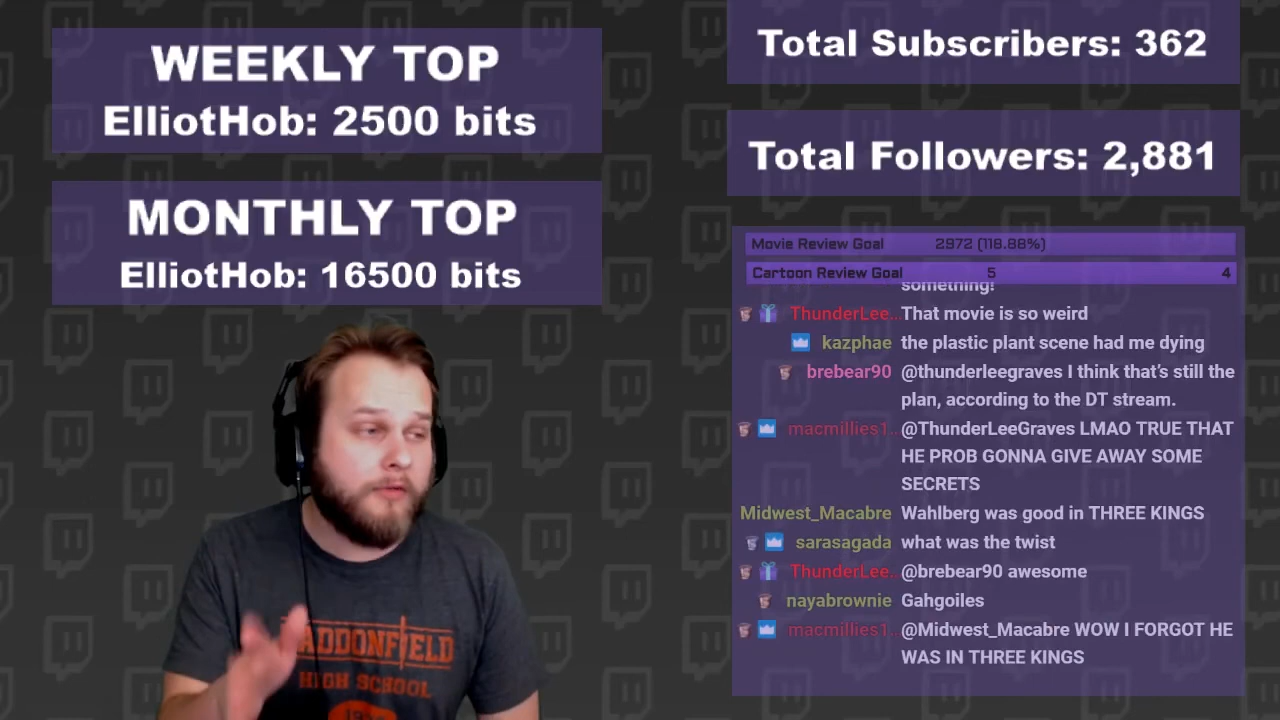 WEEKLY TOP
ElliotHob: 2500 bits
MONTHLY TOP
ElliotHob: 16500 bits
Total Subscribers: 362
Total Followers: 2,881
Movie Review Goal 2972 (118.88%)
Cartoon Review Goal 5 4
something!
ThunderLee... That movie is so weird
kazphae the plastic plant scene had me dying
brebear90 @thunderleegraves I think that's still the
plan, according to the DT stream.
macmillies1... @ThunderLeeGraves LMAO TRUE THAT
HE PROB GONNA GIVE AWAY SOME
SECRETS
Midwest_Macabre Wahlberg was good in THREE KINGS
sarasagada what was the twist
ThunderLee... @brebear90 awesome
nayabrownie Gahgoiles
macmillies1... @Midwest_Macabre WOW I FORGOT HE
WAS IN THREE KINGS
HADDONFIELD
HIGH SCHOOL